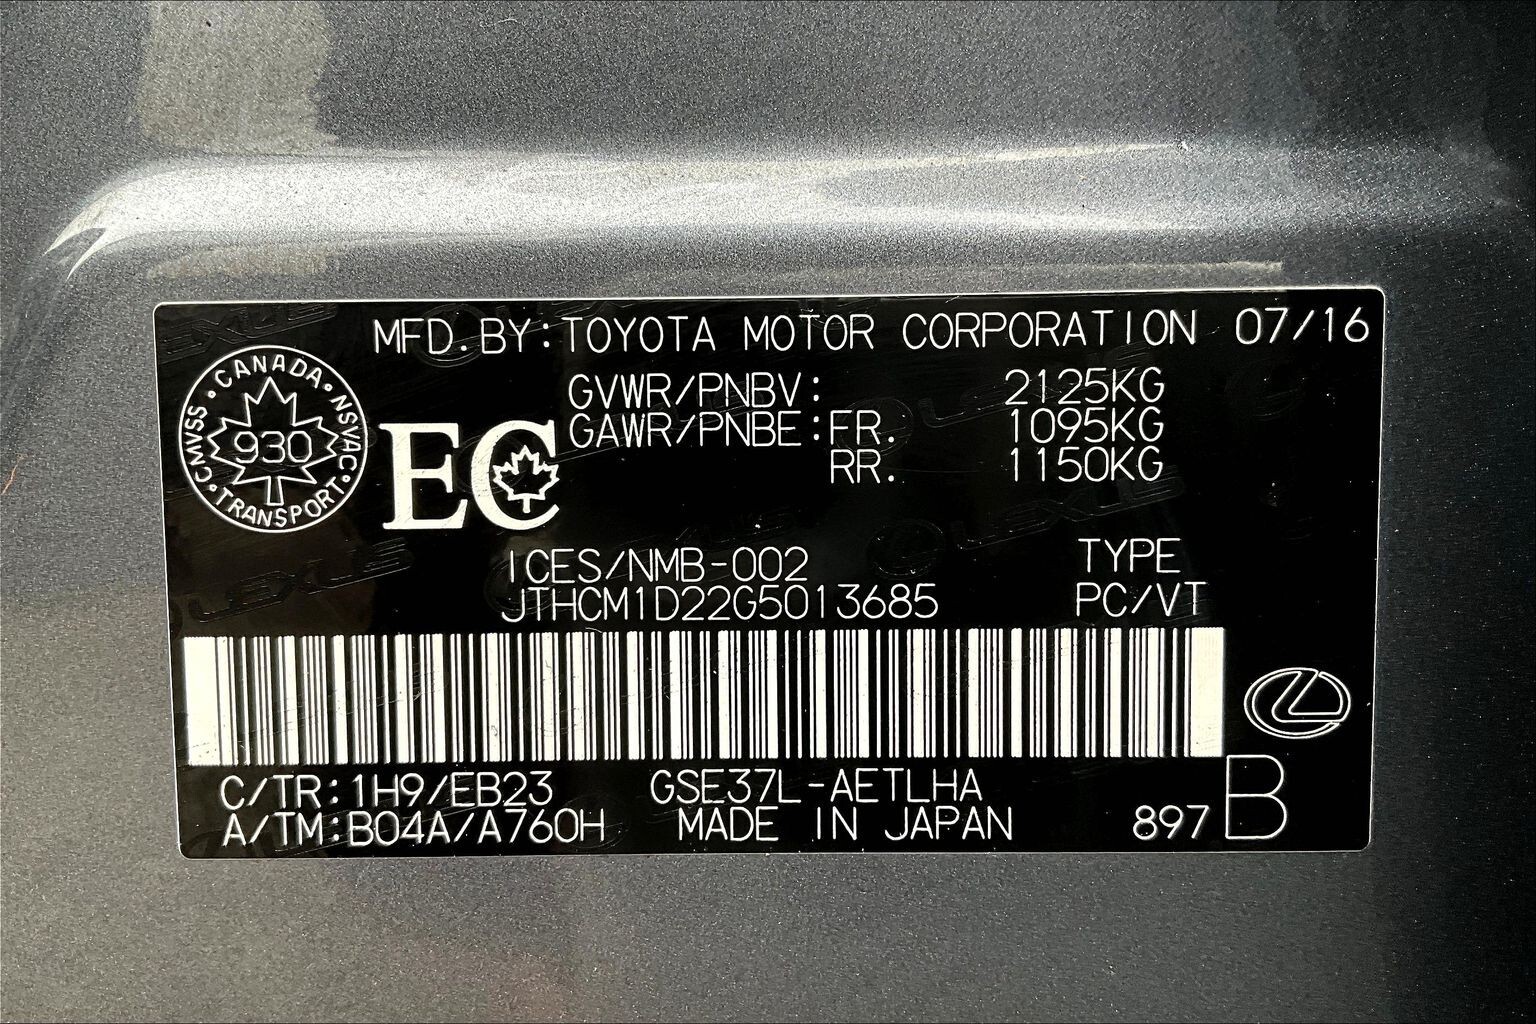 MFD. BY: TOYOTA MOTOR CORPORATION 07/16
CANADA · NSVAC · TRANSPORT · CMVSS ·
930
EC
GVWR/PNBV: 2125KG
GAWR/PNBE: FR. 1095KG
RR. 1150KG
ICES/NMB-002
TYPE
JTHCM1D22G5013685
PC/VT
C/TR: 1H9/EB23 GSE37L-AETLHA
A/TM: B04A/A760H MADE IN JAPAN 897 B
LEXUS